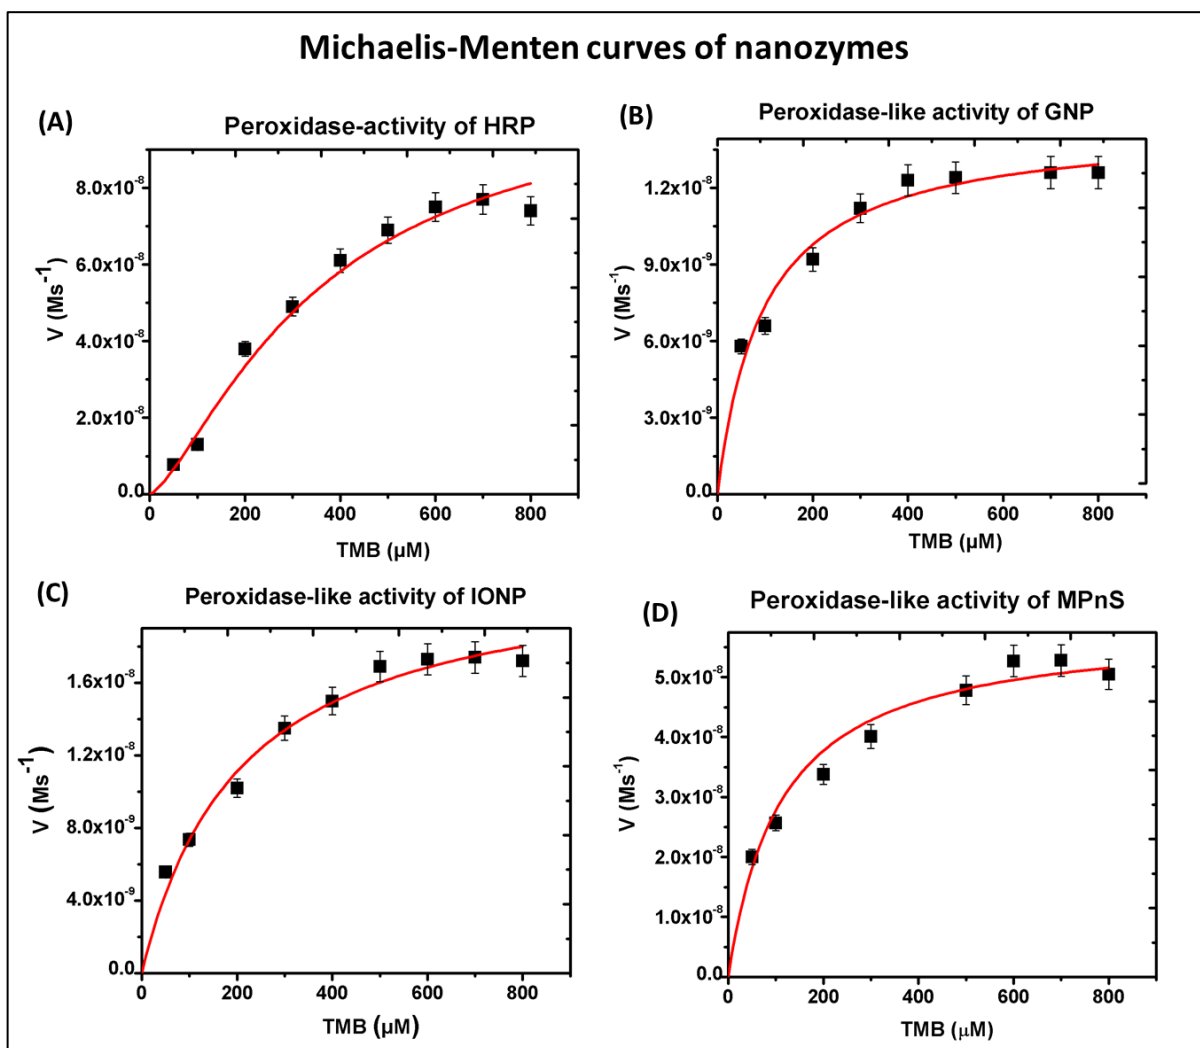 Michaelis-Menten curves of nanozymes
(A)
Peroxidase-activity of HRP
8.0x10⁻⁸
6.0x10⁻⁸
4.0x10⁻⁸
2.0x10⁻⁸
0.0
V (Ms⁻¹)
0 200 400 600 800
TMB (µM)
(B)
Peroxidase-like activity of GNP
1.2x10⁻⁸
9.0x10⁻⁹
6.0x10⁻⁹
3.0x10⁻⁹
0.0
V (Ms⁻¹)
0 200 400 600 800
TMB (µM)
(C)
Peroxidase-like activity of IONP
1.6x10⁻⁸
1.2x10⁻⁸
8.0x10⁻⁹
4.0x10⁻⁹
0.0
V (Ms⁻¹)
0 200 400 600 800
TMB (µM)
(D)
Peroxidase-like activity of MPnS
5.0x10⁻⁸
4.0x10⁻⁸
3.0x10⁻⁸
2.0x10⁻⁸
1.0x10⁻⁸
0.0
V (Ms⁻¹)
0 200 400 600 800
TMB (µM)